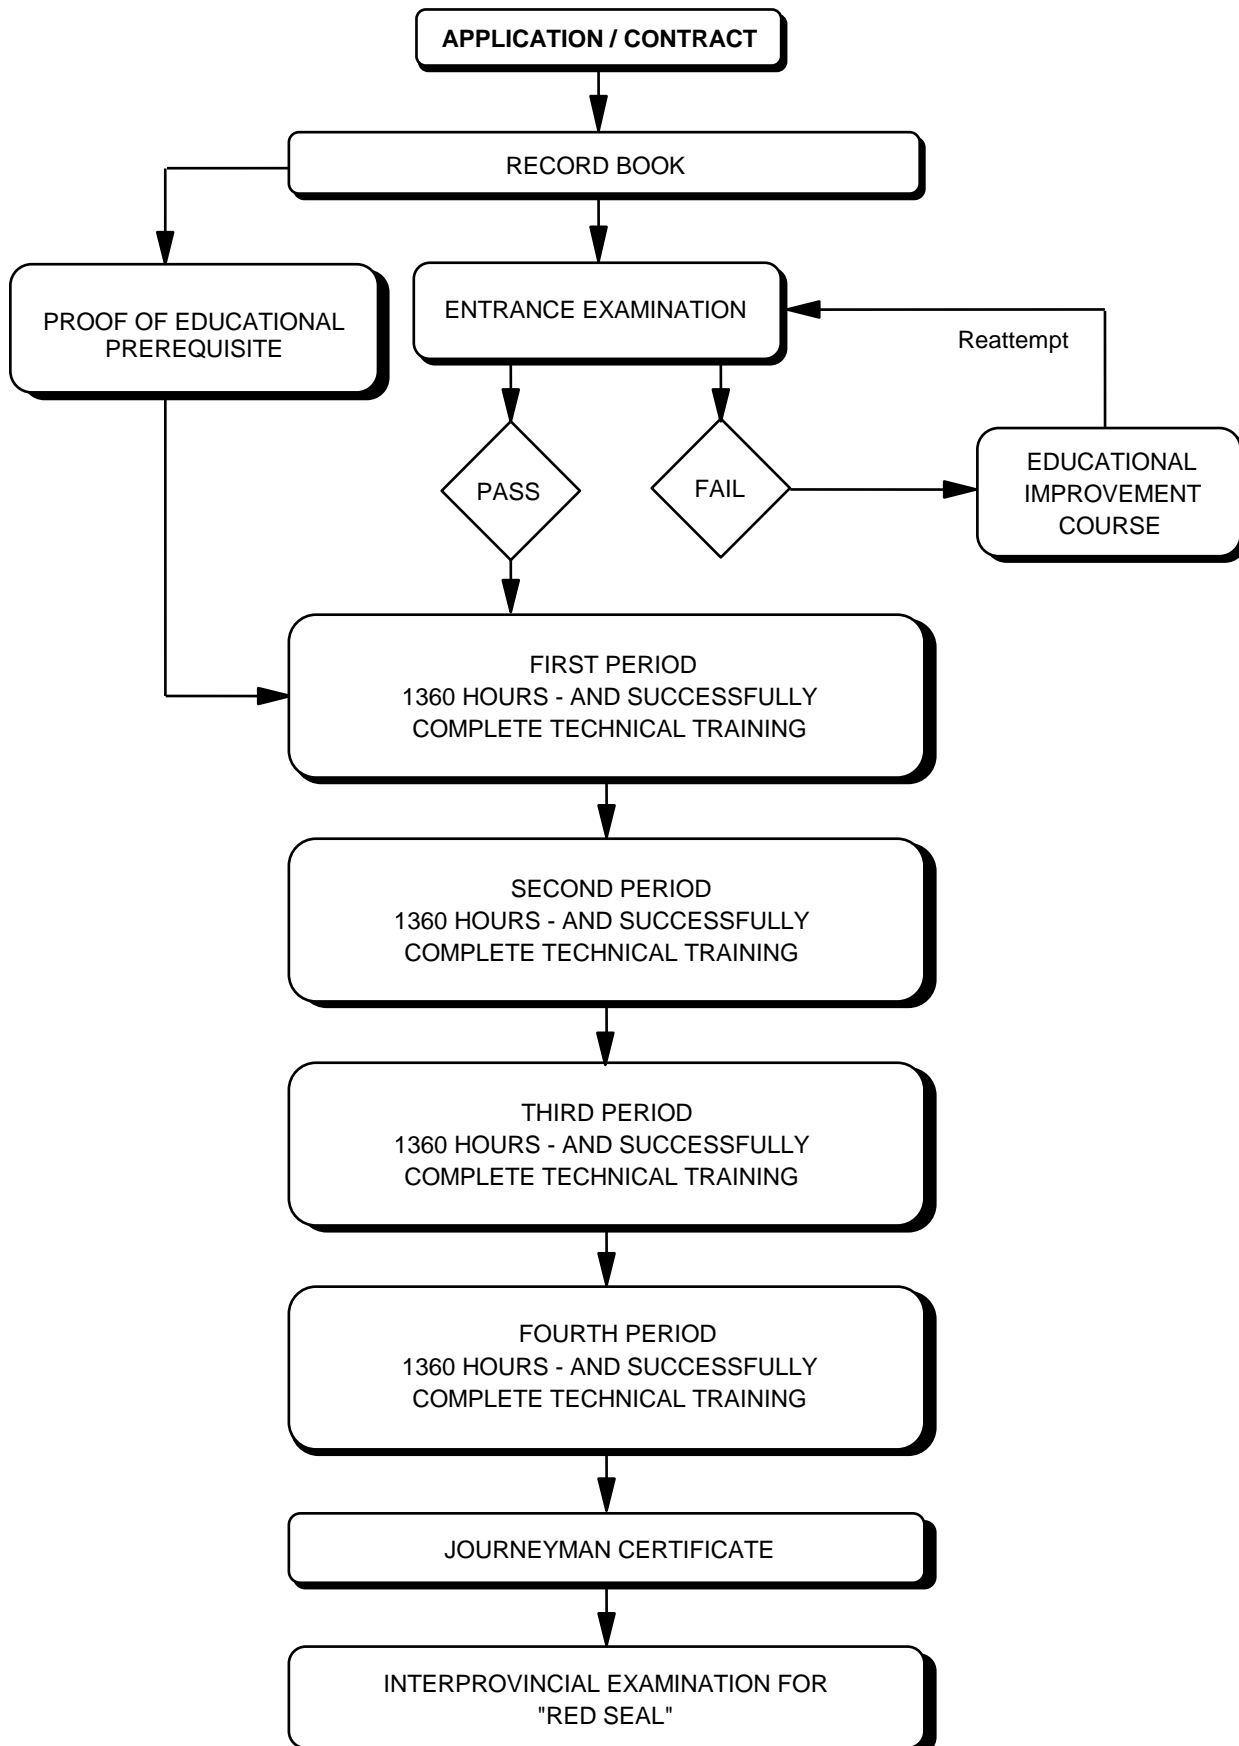 APPLICATION / CONTRACT
RECORD BOOK
PROOF OF EDUCATIONAL
PREREQUISITE
ENTRANCE EXAMINATION
Reattempt
PASS
FAIL
EDUCATIONAL
IMPROVEMENT
COURSE
FIRST PERIOD
1360 HOURS - AND SUCCESSFULLY
COMPLETE TECHNICAL TRAINING
SECOND PERIOD
1360 HOURS - AND SUCCESSFULLY
COMPLETE TECHNICAL TRAINING
THIRD PERIOD
1360 HOURS - AND SUCCESSFULLY
COMPLETE TECHNICAL TRAINING
FOURTH PERIOD
1360 HOURS - AND SUCCESSFULLY
COMPLETE TECHNICAL TRAINING
JOURNEYMAN CERTIFICATE
INTERPROVINCIAL EXAMINATION FOR
"RED SEAL"